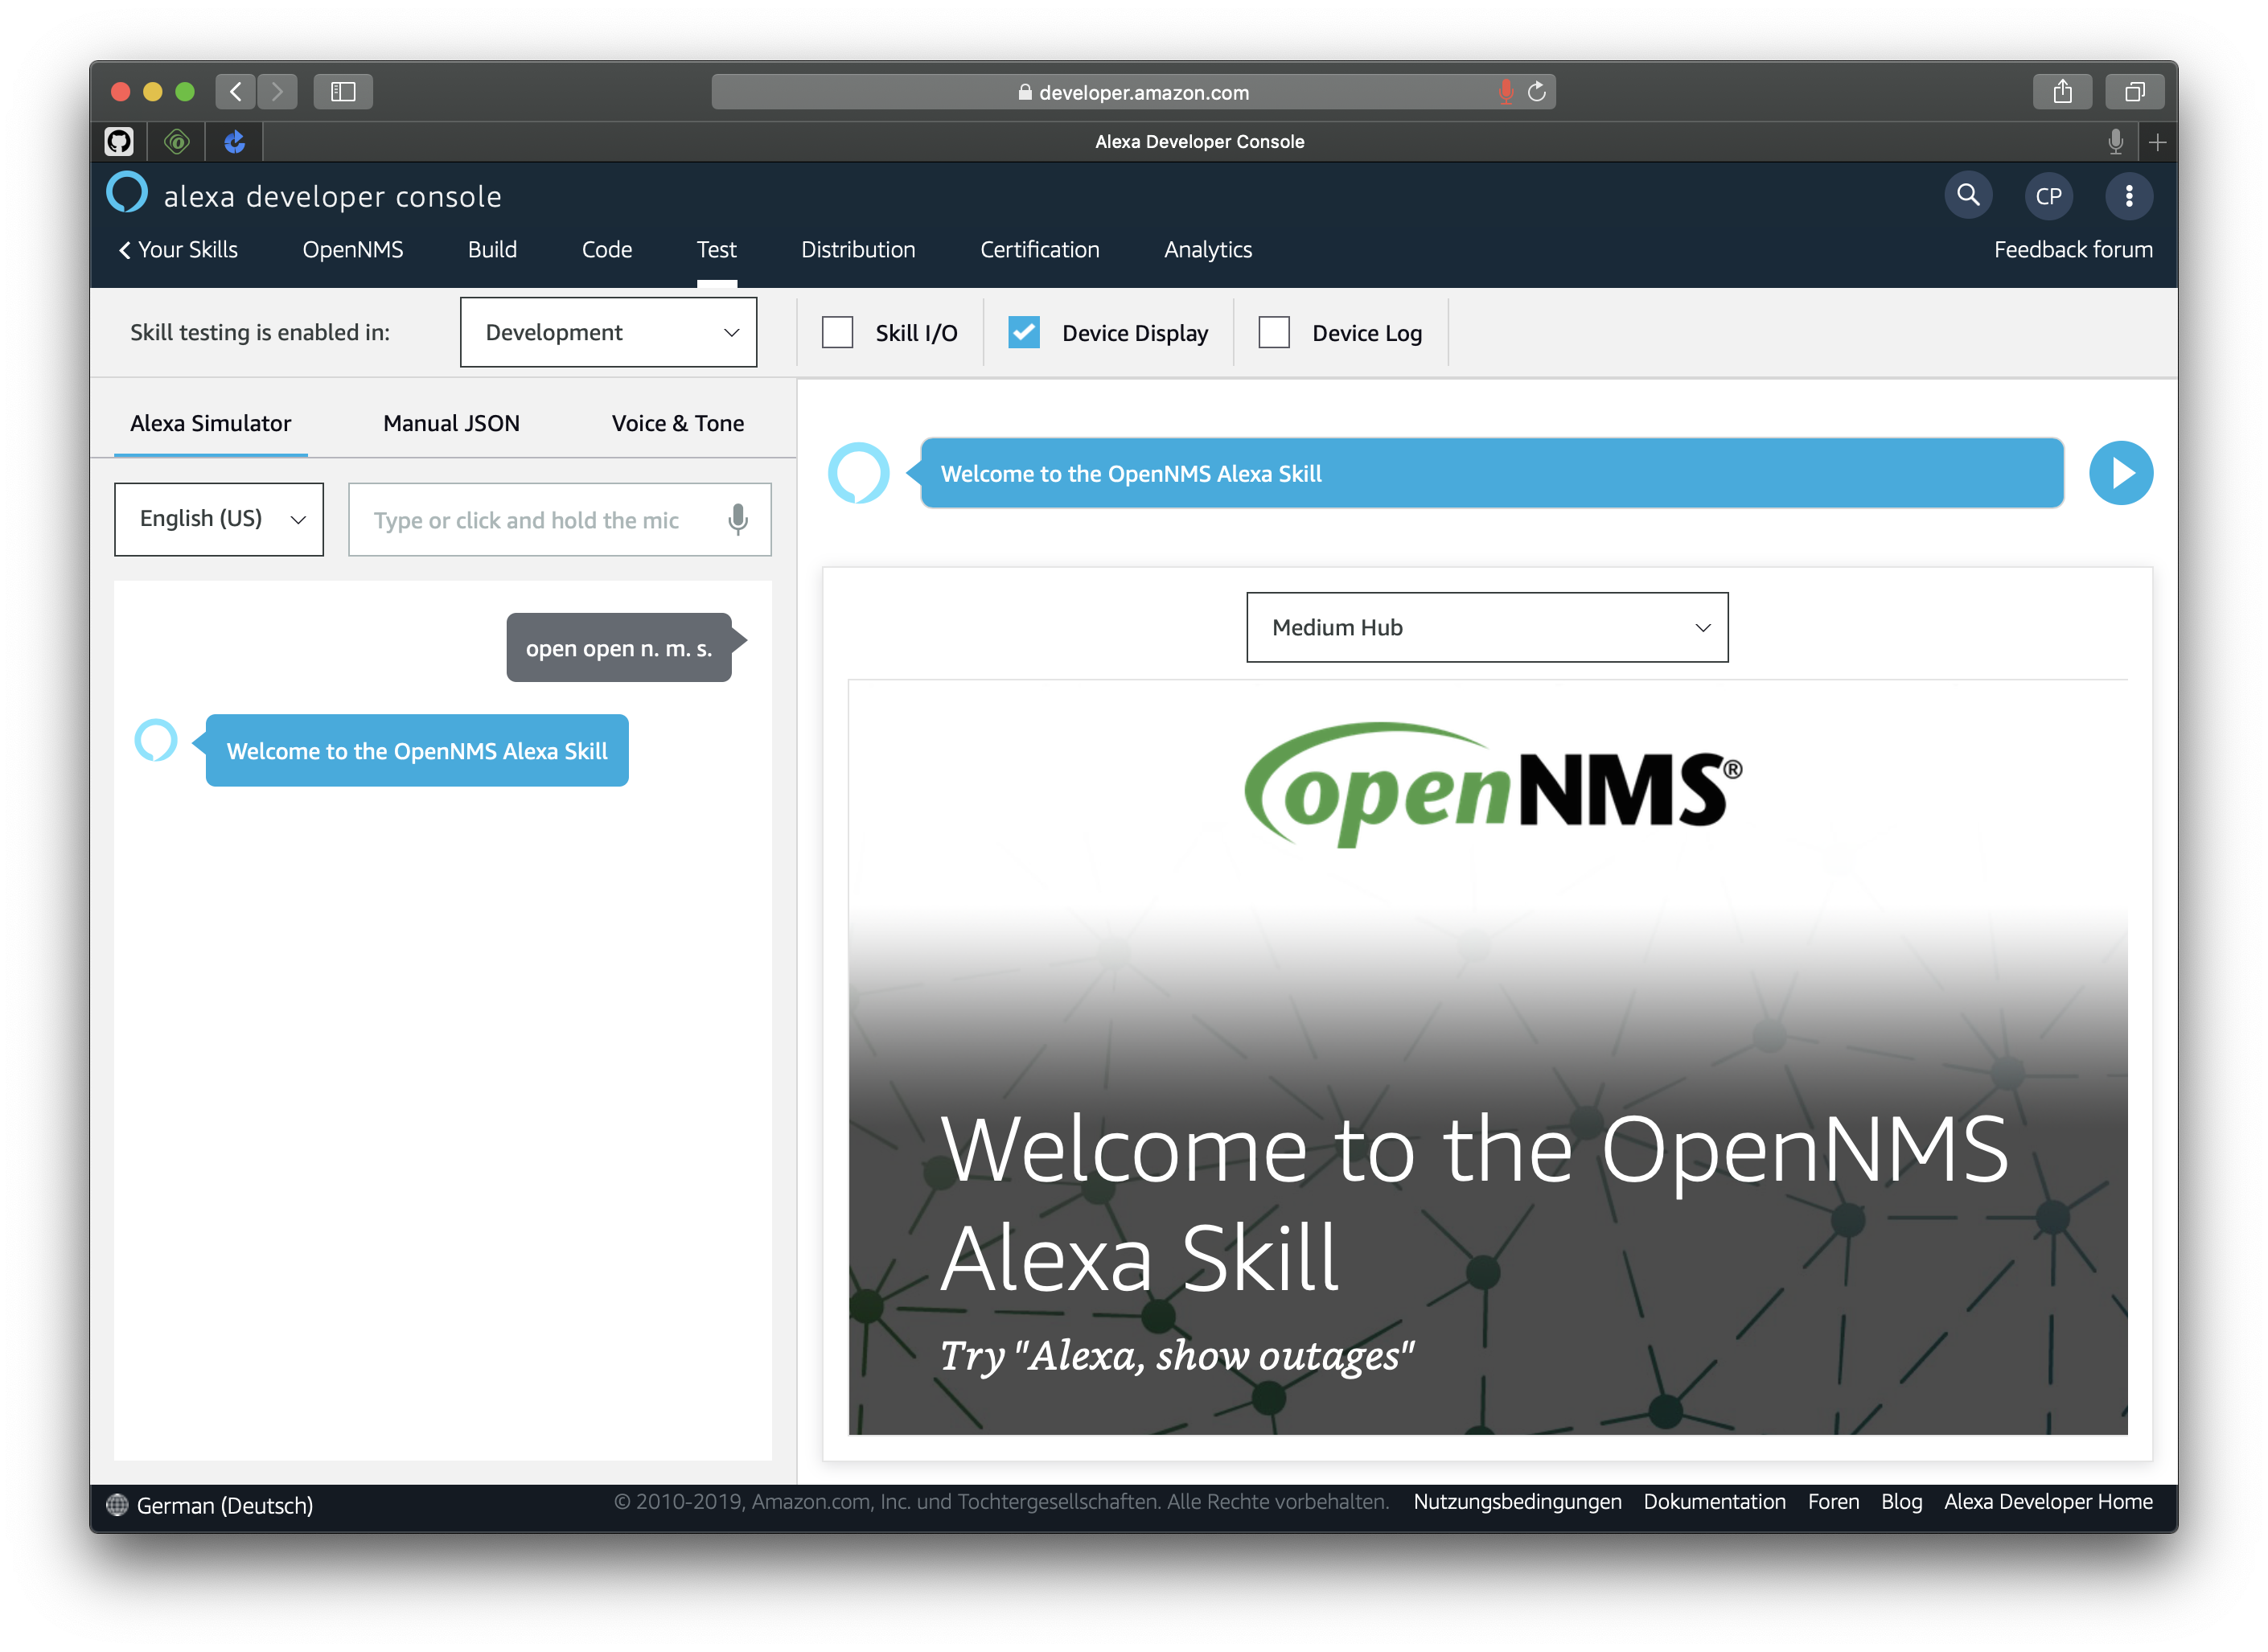 developer.amazon.com
Alexa Developer Console
alexa developer console
CP
Your Skills OpenNMS Build Code Test Distribution Certification Analytics Feedback forum
Skill testing is enabled in: Development Skill I/O Device Display Device Log
Alexa Simulator Manual JSON Voice & Tone
English (US) Type or click and hold the mic
open open n. m. s.
Welcome to the OpenNMS Alexa Skill
Welcome to the OpenNMS Alexa Skill
Medium Hub
openNMS®
Welcome to the OpenNMS
Alexa Skill
Try "Alexa, show outages"
German (Deutsch) © 2010-2019, Amazon.com, Inc. und Tochtergesellschaften. Alle Rechte vorbehalten. Nutzungsbedingungen Dokumentation Foren Blog Alexa Developer Home